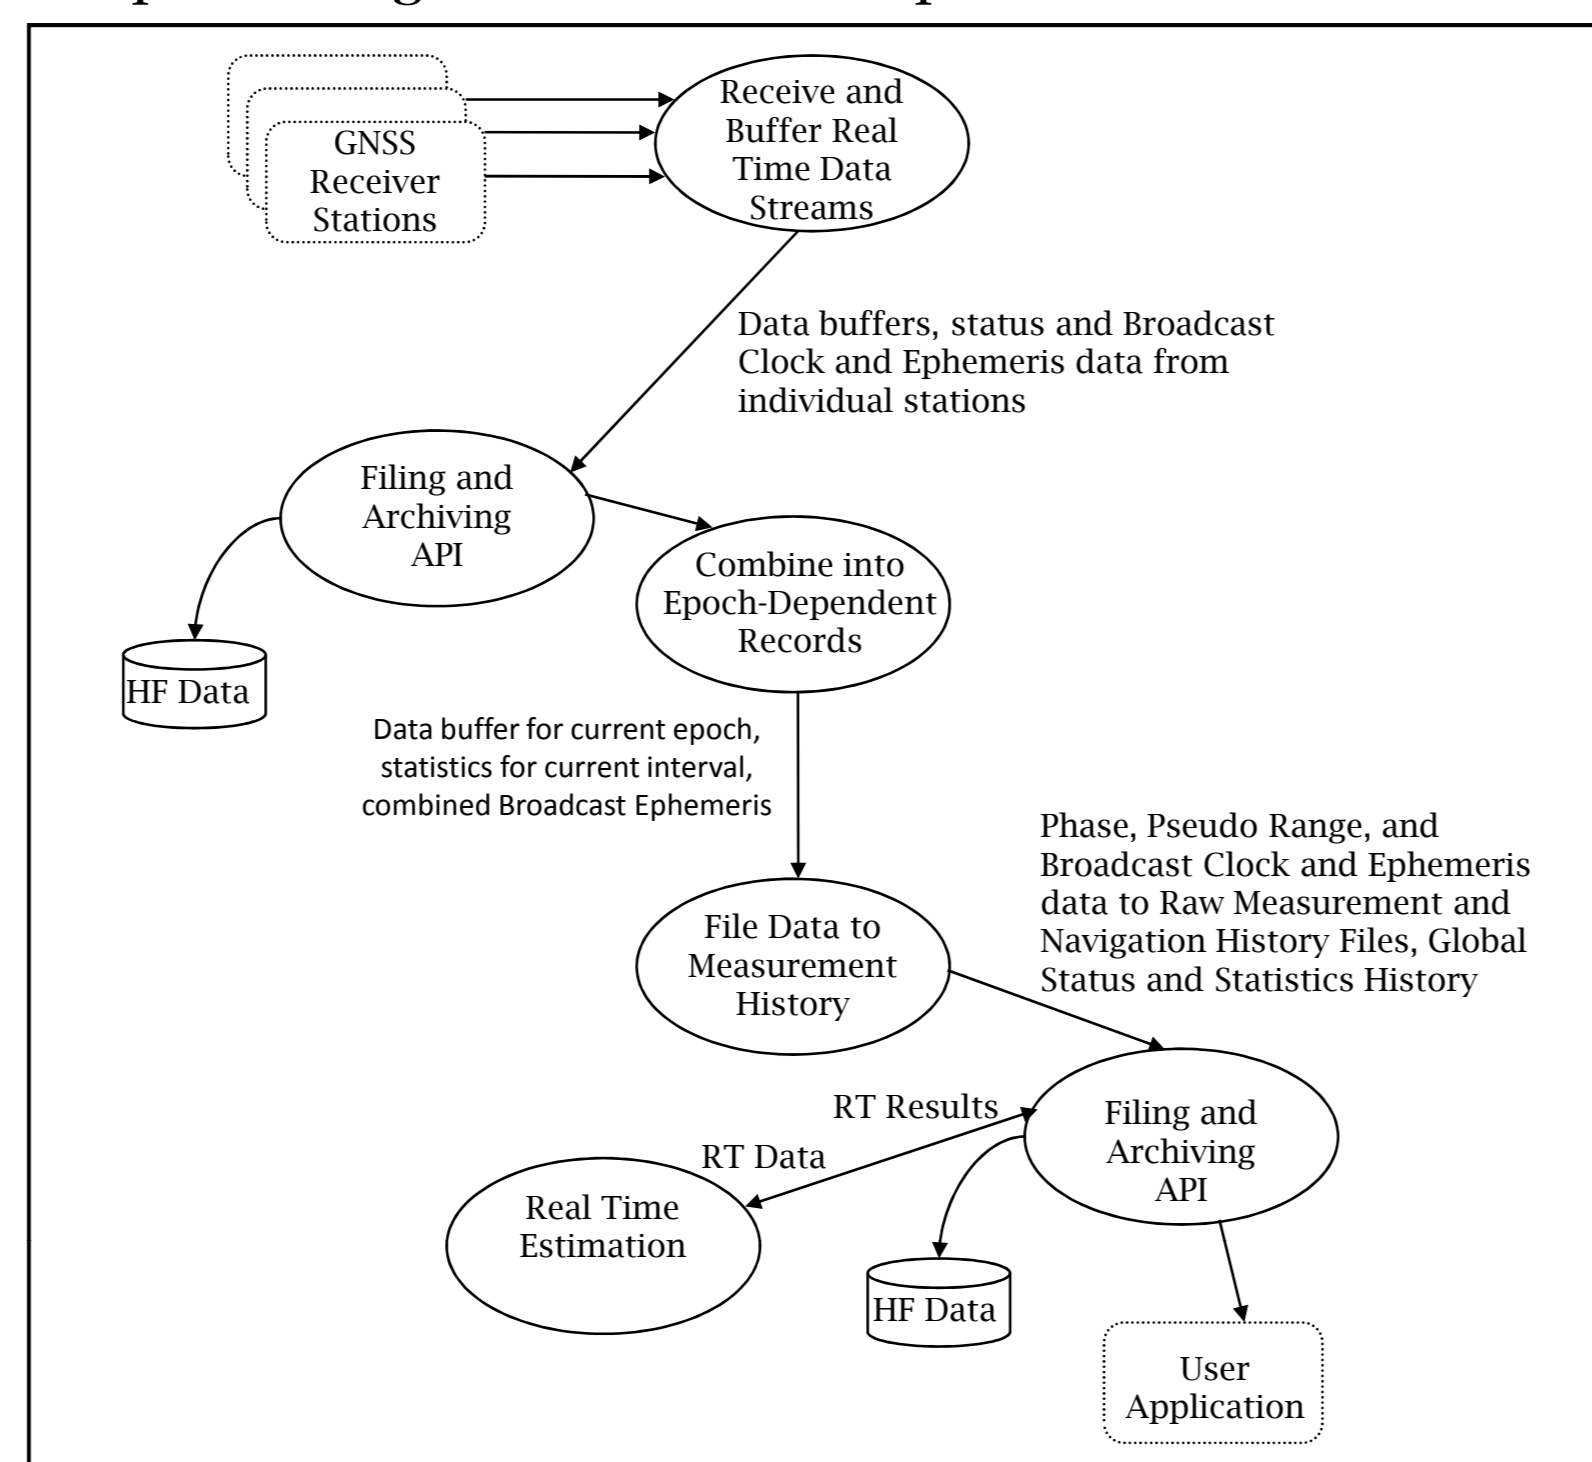 GNSS
Receiver
Stations
Receive and
Buffer Real
Time Data
Streams
Data buffers, status and Broadcast
Clock and Ephemeris data from
individual stations
Filing and
Archiving
API
Combine into
Epoch-Dependent
Records
HF Data
Data buffer for current epoch,
statistics for current interval,
combined Broadcast Ephemeris
Phase, Pseudo Range, and
Broadcast Clock and Ephemeris
data to Raw Measurement and
Navigation History Files, Global
Status and Statistics History
File Data to
Measurement
History
RT Results
RT Data
Filing and
Archiving
API
Real Time
Estimation
HF Data
User
Application